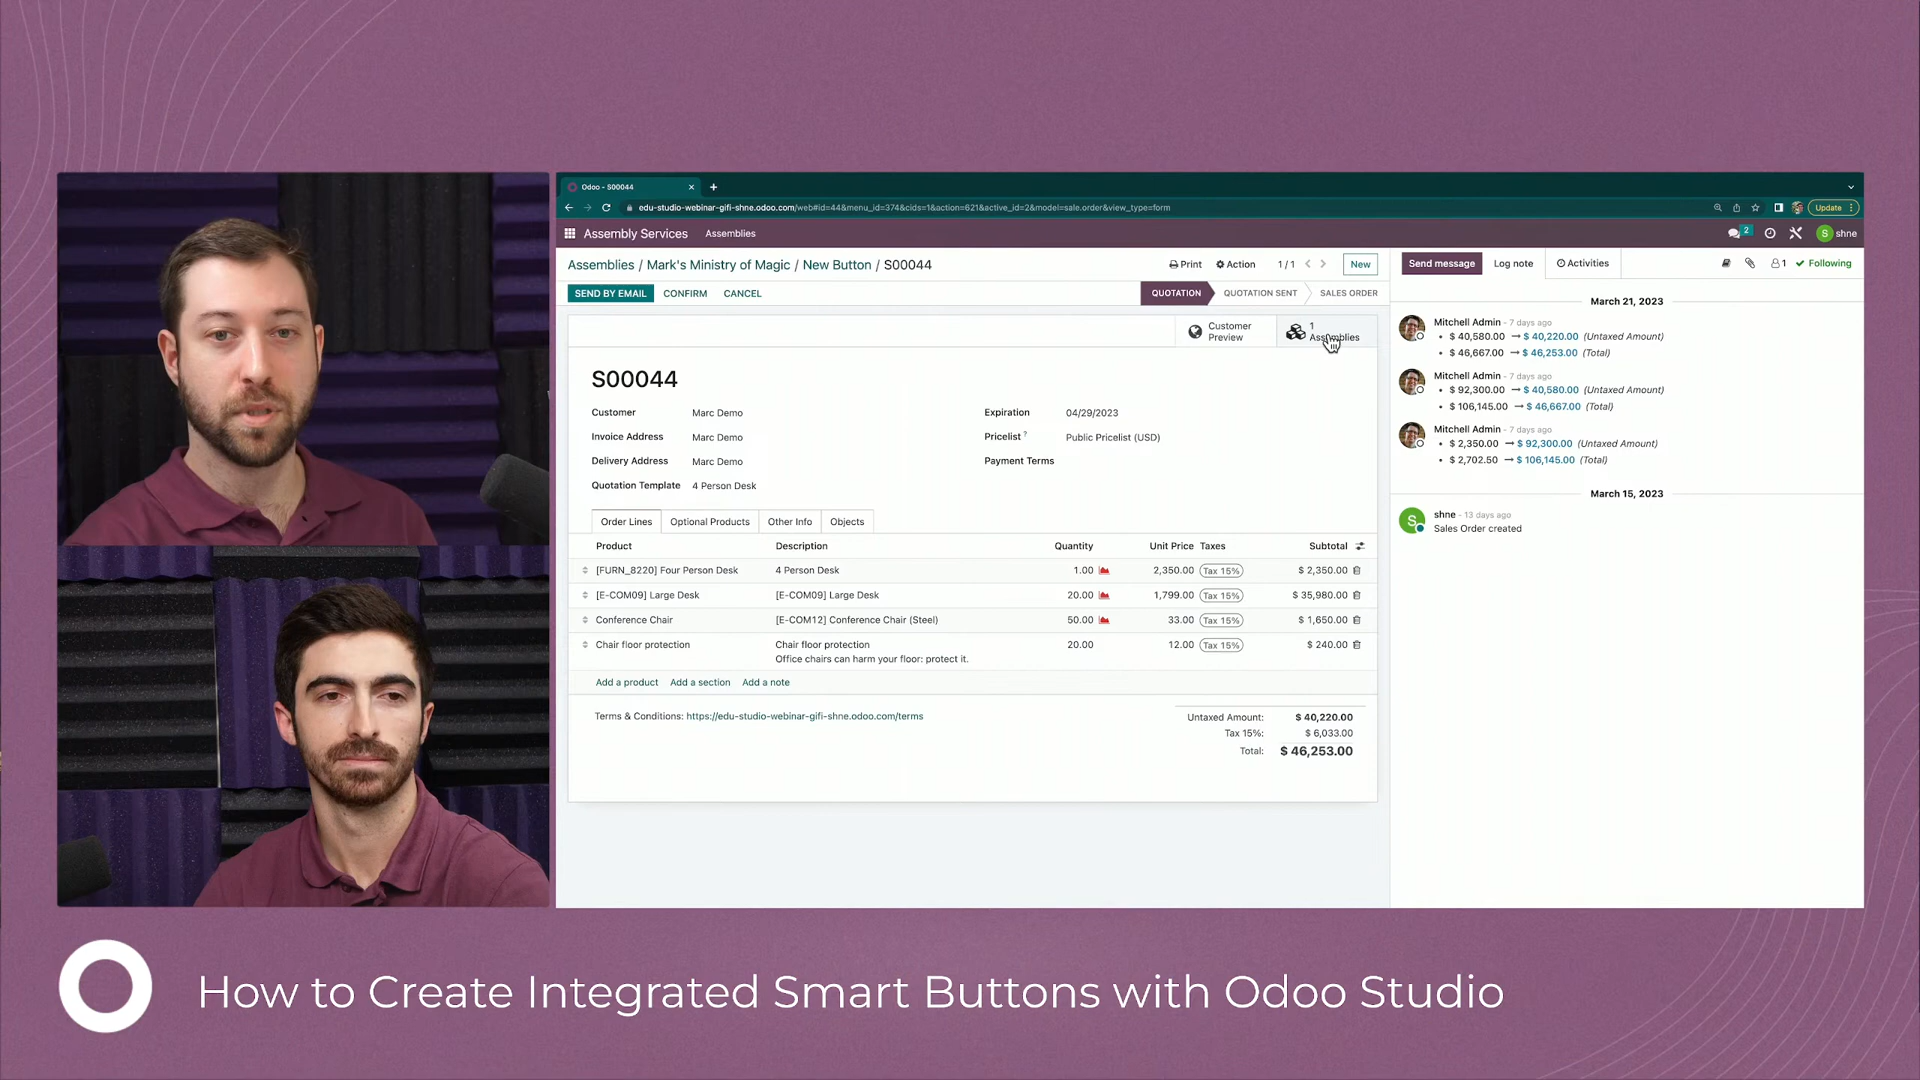 Odoo - S00044
edu-studio-webinar-gifi-shne.odoo.com/web#id=44&menu_id=374&cids=1&action=621&active_id=2&model=sale.order&view_type=form
Update
Assembly Services
Assemblies
2
S
shne
Assemblies / Mark's Ministry of Magic / New Button / S00044
Print
Action
1 / 1
New
SEND BY EMAIL
CONFIRM
CANCEL
QUOTATION
QUOTATION SENT
SALES ORDER
Customer
Preview
1
Assemblies
S00044
Customer Marc Demo
Invoice Address Marc Demo
Delivery Address Marc Demo
Quotation Template 4 Person Desk
Expiration 04/29/2023
Pricelist ? Public Pricelist (USD)
Payment Terms
Order Lines
Optional Products
Other Info
Objects
Product Description Quantity Unit Price Taxes Subtotal
[FURN_8220] Four Person Desk 4 Person Desk 1.00 2,350.00 Tax 15% $ 2,350.00
[E-COM09] Large Desk [E-COM09] Large Desk 20.00 1,799.00 Tax 15% $ 35,980.00
Conference Chair [E-COM12] Conference Chair (Steel) 50.00 33.00 Tax 15% $ 1,650.00
Chair floor protection Chair floor protection 20.00 12.00 Tax 15% $ 240.00
Office chairs can harm your floor: protect it.
Add a product Add a section Add a note
Terms & Conditions: https://edu-studio-webinar-gifi-shne.odoo.com/terms
Untaxed Amount: $ 40,220.00
Tax 15%: $ 6,033.00
Total: $ 46,253.00
Send message
Log note
Activities
1
Following
March 21, 2023
Mitchell Admin - 7 days ago
• $ 40,580.00 → $ 40,220.00 (Untaxed Amount)
• $ 46,667.00 → $ 46,253.00 (Total)
Mitchell Admin - 7 days ago
• $ 92,300.00 → $ 40,580.00 (Untaxed Amount)
• $ 106,145.00 → $ 46,667.00 (Total)
Mitchell Admin - 7 days ago
• $ 2,350.00 → $ 92,300.00 (Untaxed Amount)
• $ 2,702.50 → $ 106,145.00 (Total)
March 15, 2023
S
shne - 13 days ago
Sales Order created
How to Create Integrated Smart Buttons with Odoo Studio